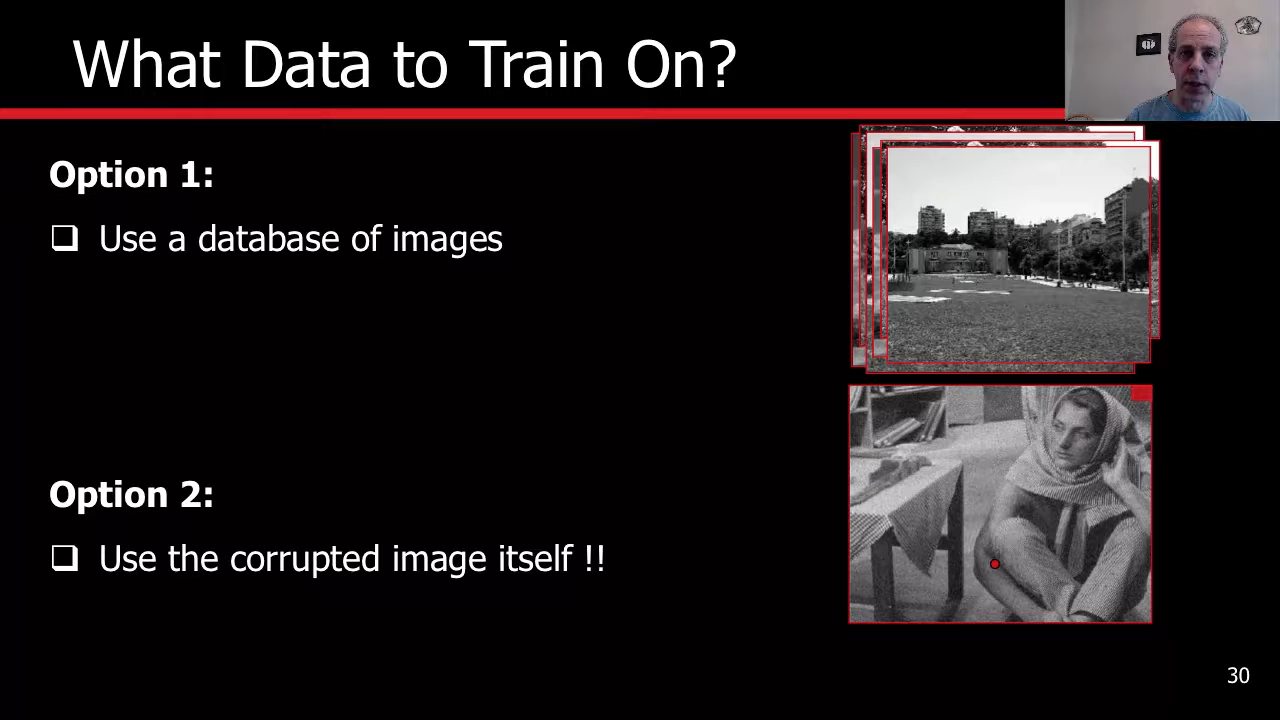 What Data to Train On?
Option 1:
Use a database of images
Option 2:
Use the corrupted image itself !!
30